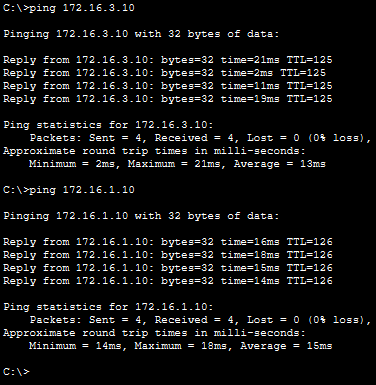 C:\>ping 172.16.3.10
Pinging 172.16.3.10 with 32 bytes of data:
Reply from 172.16.3.10: bytes=32 time=21ms TTL=125
Reply from 172.16.3.10: bytes=32 time=2ms TTL=125
Reply from 172.16.3.10: bytes=32 time=11ms TTL=125
Reply from 172.16.3.10: bytes=32 time=19ms TTL=125
Ping statistics for 172.16.3.10:
    Packets: Sent = 4, Received = 4, Lost = 0 (0% loss),
Approximate round trip times in milli-seconds:
    Minimum = 2ms, Maximum = 21ms, Average = 13ms
C:\>ping 172.16.1.10
Pinging 172.16.1.10 with 32 bytes of data:
Reply from 172.16.1.10: bytes=32 time=16ms TTL=126
Reply from 172.16.1.10: bytes=32 time=18ms TTL=126
Reply from 172.16.1.10: bytes=32 time=15ms TTL=126
Reply from 172.16.1.10: bytes=32 time=14ms TTL=126
Ping statistics for 172.16.1.10:
    Packets: Sent = 4, Received = 4, Lost = 0 (0% loss),
Approximate round trip times in milli-seconds:
    Minimum = 14ms, Maximum = 18ms, Average = 15ms
C:\>